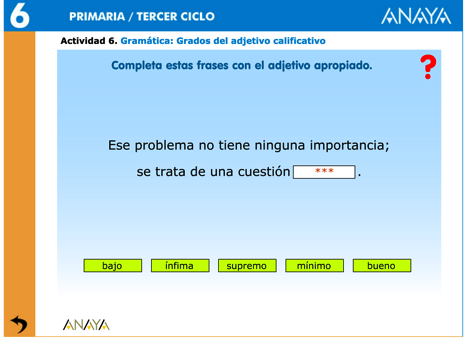 6 PRIMARIA / TERCER CICLO ANAYA
Actividad 6. Gramática: Grados del adjetivo calificativo
Completa estas frases con el adjetivo apropiado. ?
Ese problema no tiene ninguna importancia;
se trata de una cuestión *** .
bajo ínfima supremo mínimo bueno
ANAYA